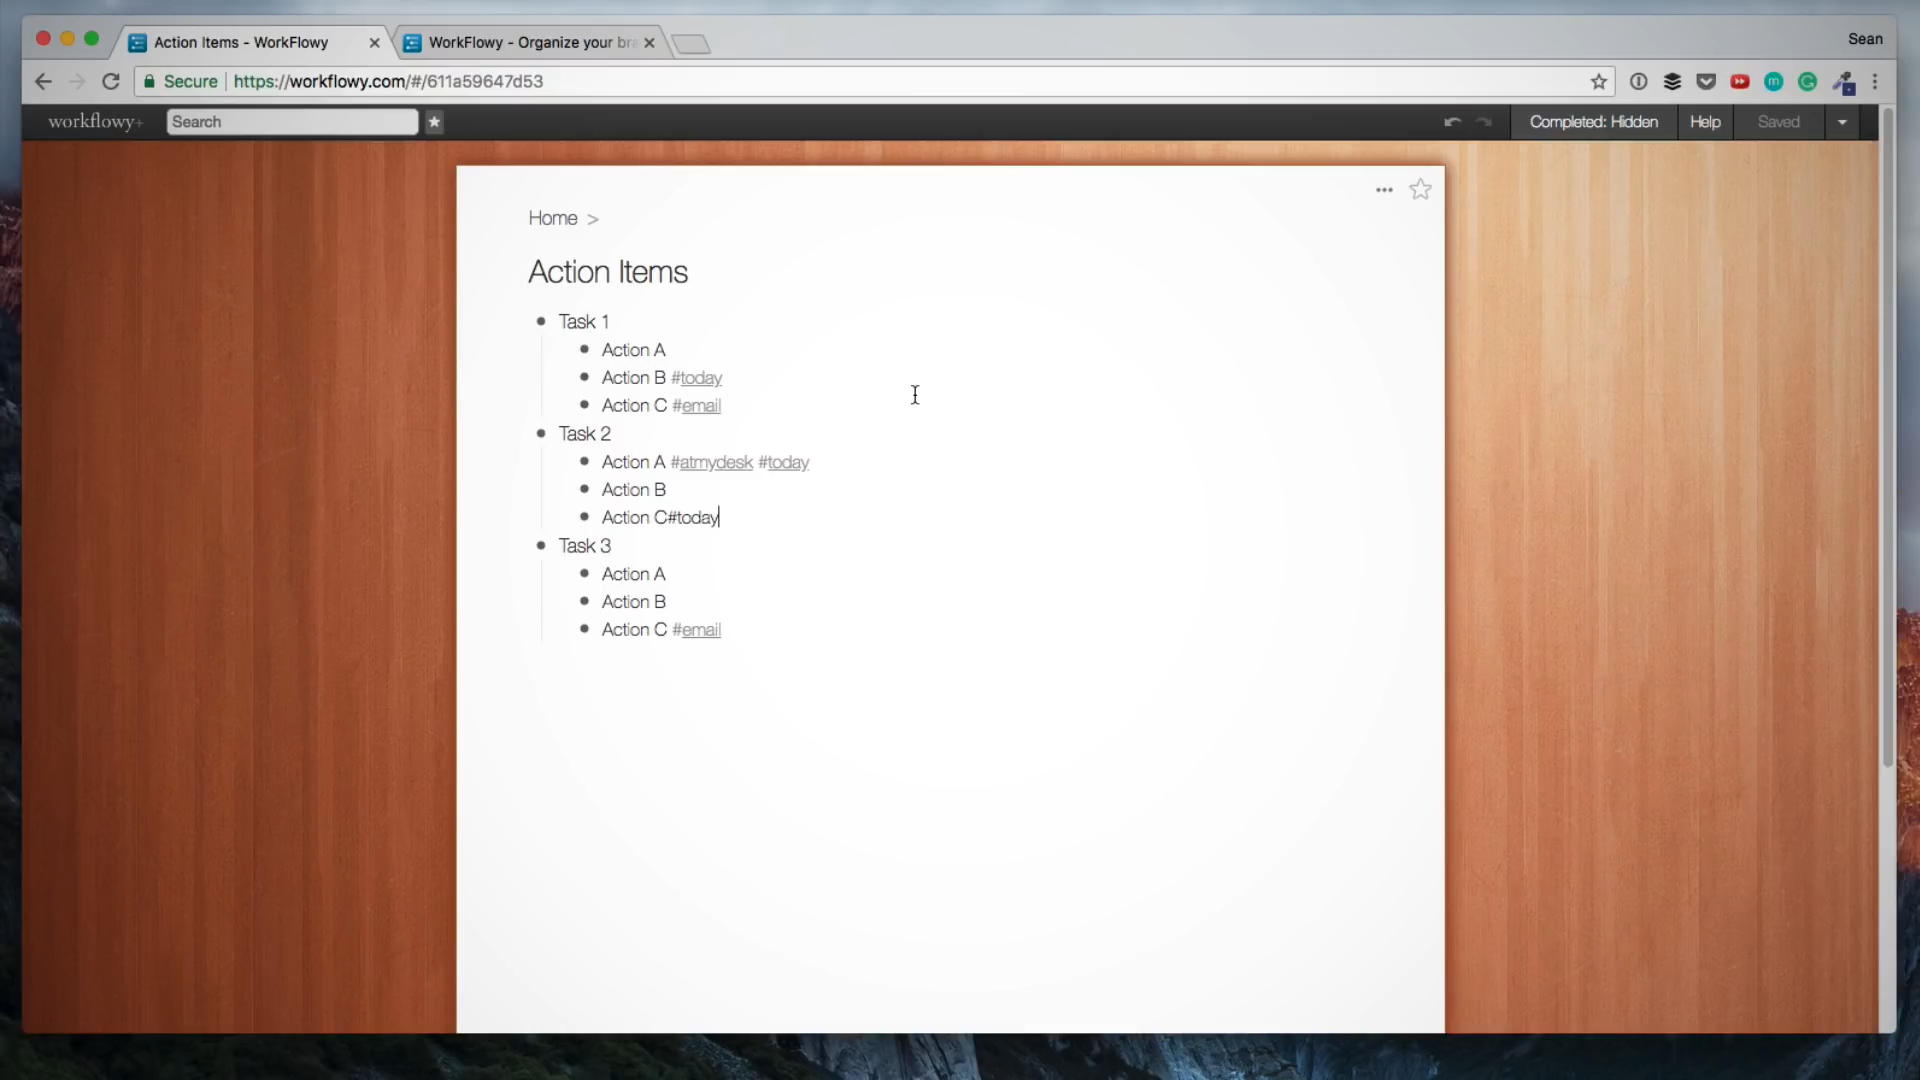 Action Items - WorkFlowy
WorkFlowy - Organize your bra
Sean
Secure
https://workflowy.com/#/611a59647d53
workflowy+
Search
Completed: Hidden
Help
Saved
Home >
Action Items
Task 1
Action A
Action B #today
Action C #email
Task 2
Action A #atmydesk #today
Action B
Action C#today
Task 3
Action A
Action B
Action C #email